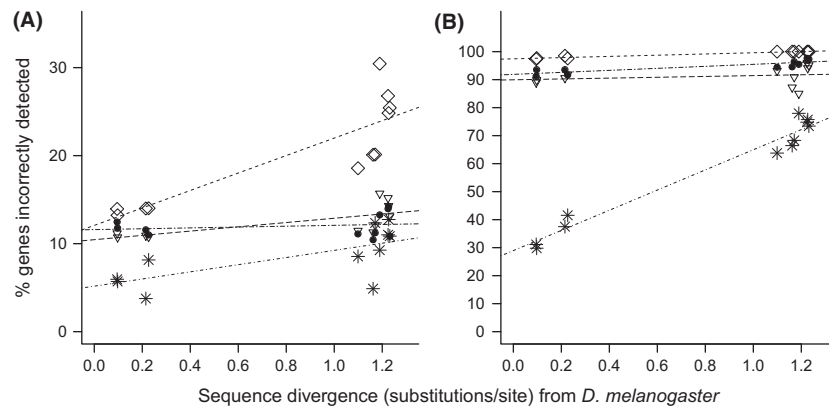 (A)
(B)
% genes incorrectly detected
30
20
10
0
0.0 0.2 0.4 0.6 0.8 1.0 1.2
100
90
80
70
60
50
40
30
20
10
0
0.0 0.2 0.4 0.6 0.8 1.0 1.2
Sequence divergence (substitutions/site) from D. melanogaster